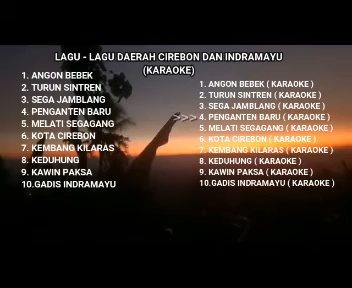 LAGU - LAGU DAERAH CIREBON DAN INDRAMAYU
(KARAOKE)
1. ANGON BEBEK
2. TURUN SINTREN
3. SEGA JAMBLANG
4. PENGANTEN BARU
5. MELATI SEGAGANG
6. KOTA CIREBON
7. KEMBANG KILARAS
8. KEDUHUNG
9. KAWIN PAKSA
10.GADIS INDRAMAYU
>>>
1. ANGON BEBEK ( KARAOKE )
2. TURUN SINTREN ( KARAOKE )
3. SEGA JAMBLANG ( KARAOKE )
4. PENGANTEN BARU ( KARAOKE )
5. MELATI SEGAGANG ( KARAOKE )
6. KOTA CIREBON ( KARAOKE )
7. KEMBANG KILARAS ( KARAOKE )
8. KEDUHUNG ( KARAOKE )
9. KAWIN PAKSA ( KARAOKE )
10.GADIS INDRAMAYU ( KARAOKE )